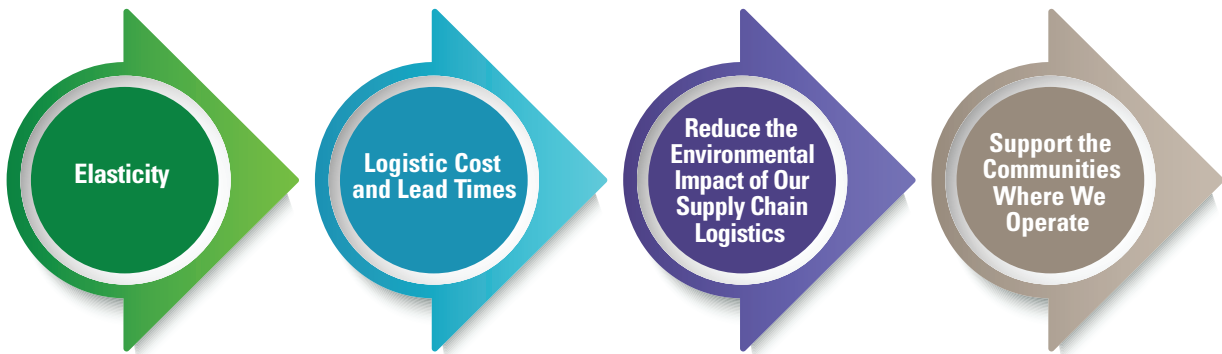 Elasticity
Logistic Cost
and Lead Times
Reduce the
Environmental
Impact of Our
Supply Chain
Logistics
Support the
Communities
Where We
Operate